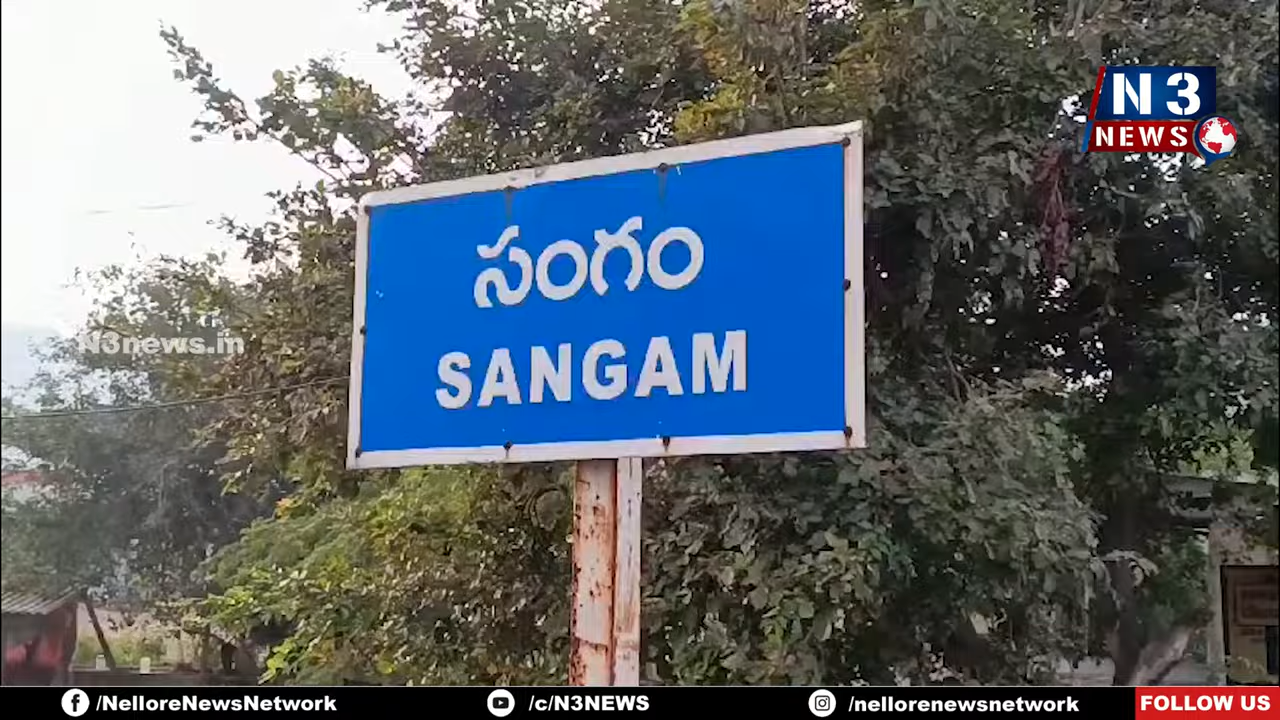 N3
NEWS
సంగం
SANGAM
N3news.in
/NelloreNewsNetwork
/c/N3NEWS
/nellorenewsnetwork
FOLLOW US